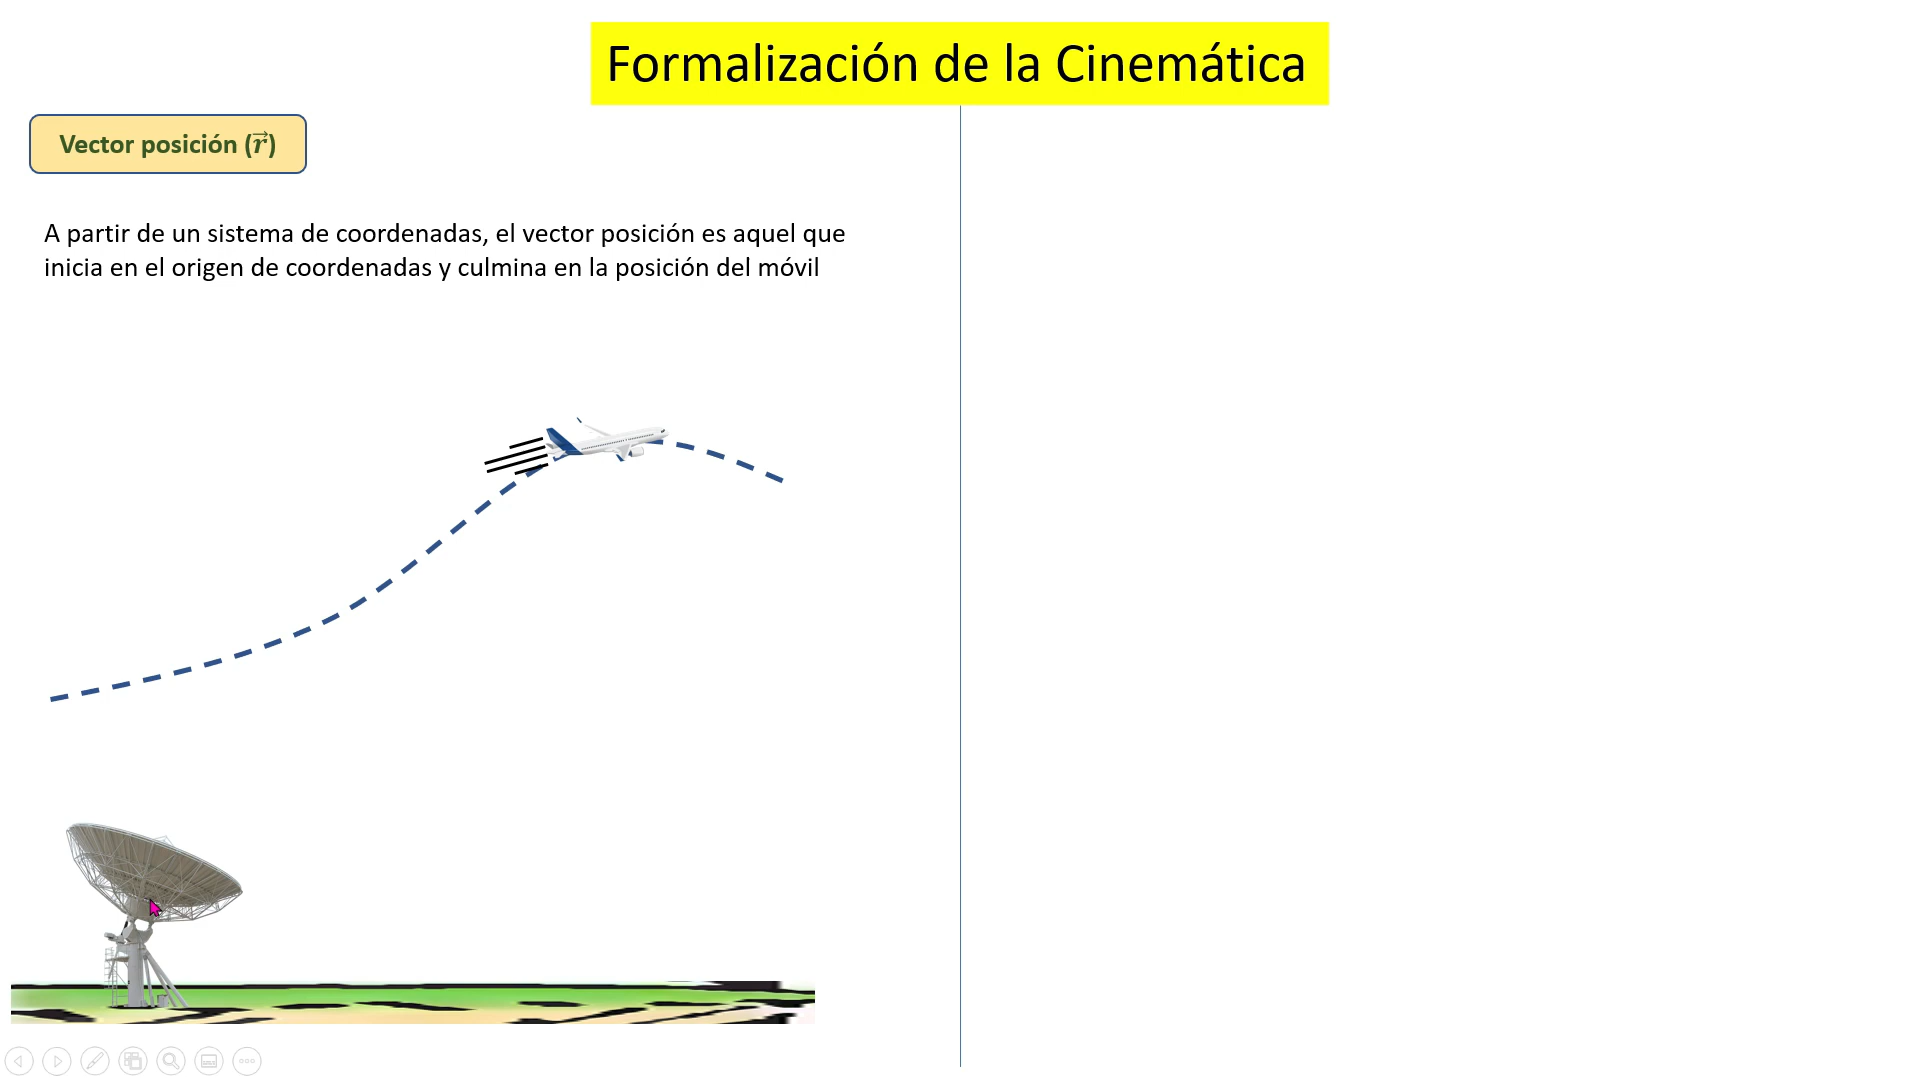 Formalización de la Cinemática
Vector posición (r⃗)
A partir de un sistema de coordenadas, el vector posición es aquel que
inicia en el origen de coordenadas y culmina en la posición del móvil